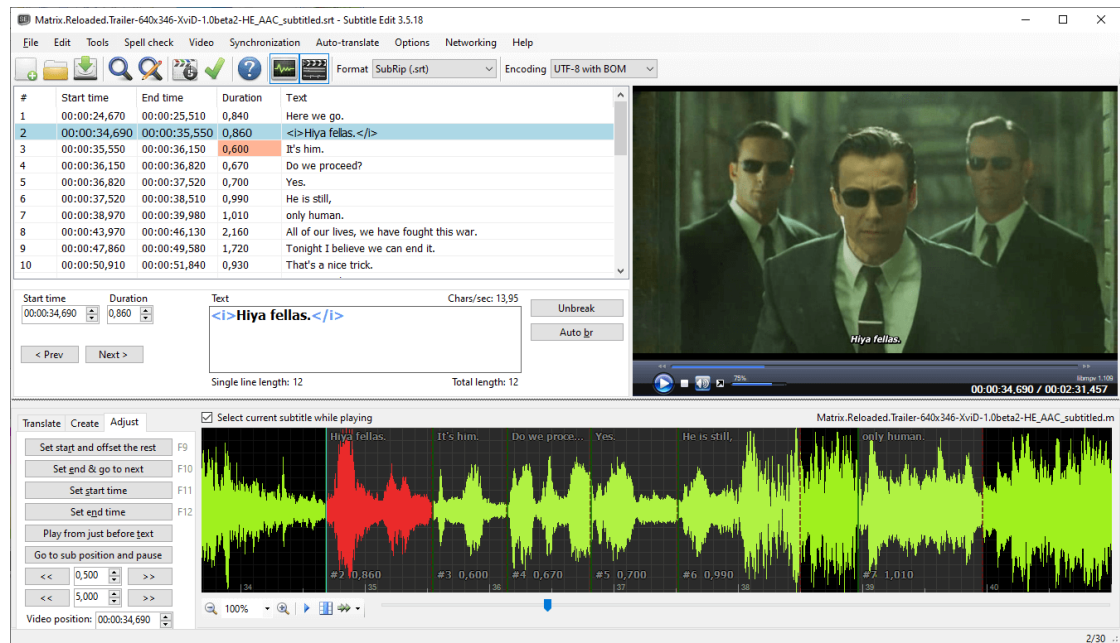 Matrix.Reloaded.Trailer-640x346-XviD-1.0beta2-HE_AAC_subtitled.srt - Subtitle Edit 3.5.18
File Edit Tools Spell check Video Synchronization Auto-translate Options Networking Help
Format SubRip (.srt) Encoding UTF-8 with BOM
# Start time End time Duration Text
1 00:00:24,670 00:00:25,510 0,840 Here we go.
2 00:00:34,690 00:00:35,550 0,860 <i>Hiya fellas.</i>
3 00:00:35,550 00:00:36,150 0,600 It's him.
4 00:00:36,150 00:00:36,820 0,670 Do we proceed?
5 00:00:36,820 00:00:37,520 0,700 Yes.
6 00:00:37,520 00:00:38,510 0,990 He is still,
7 00:00:38,970 00:00:39,980 1,010 only human.
8 00:00:43,970 00:00:46,130 2,160 All of our lives, we have fought this war.
9 00:00:47,860 00:00:49,580 1,720 Tonight I believe we can end it.
10 00:00:50,910 00:00:51,840 0,930 That's a nice trick.
Start time Duration Text Chars/sec: 13,95
00:00:34,690 0,860 <i>Hiya fellas.</i>
Unbreak
Auto br
< Prev Next >
Single line length: 12 Total length: 12
Hiya fellas.
75%
libmpv 1.109
00:00:34,690 / 00:02:31,457
Translate Create Adjust
Set start and offset the rest F9
Set end & go to next F10
Set start time F11
Set end time F12
Play from just before text
Go to sub position and pause
<< 0,500 >>
<< 5,000 >>
Video position: 00:00:34,690
Select current subtitle while playing Matrix.Reloaded.Trailer-640x346-XviD-1.0beta2-HE_AAC_subtitled.m
Hiya fellas. It's him. Do we proce... Yes. He is still, only human.
#2 0,860 #3 0,600 #4 0,670 #5 0,700 #6 0,990 #7 1,010
34 35 36 37 38 39 40
100%
2/30